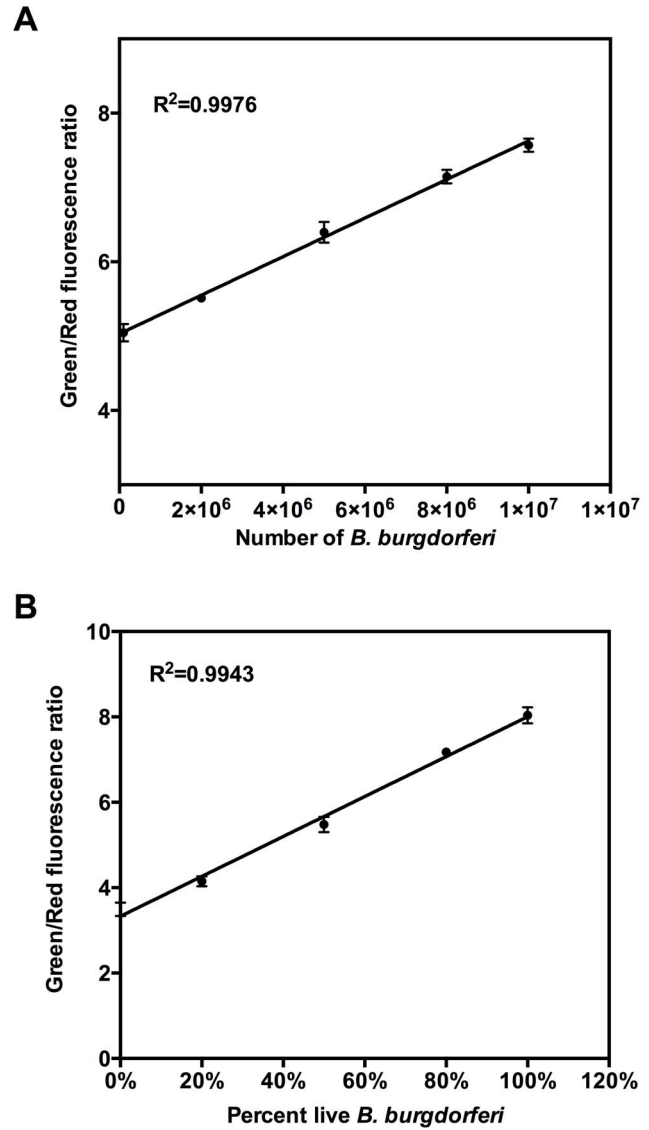 A
R²=0.9976
Green/Red fluorescence ratio
8
6
4
0 2×10⁶ 4×10⁶ 6×10⁶ 8×10⁶ 1×10⁷ 1×10⁷
Number of B. burgdorferi
B
R²=0.9943
Green/Red fluorescence ratio
10
8
6
4
2
0
0% 20% 40% 60% 80% 100% 120%
Percent live B. burgdorferi